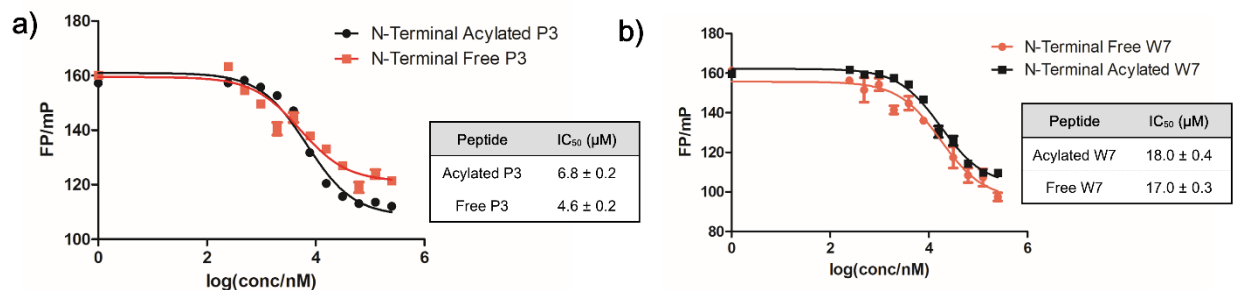 a)
N-Terminal Acylated P3
N-Terminal Free P3
180
160
140
120
100
FP/mP
0
2
4
6
log(conc/nM)
Peptide IC₅₀ (µM)
Acylated P3 6.8 ± 0.2
Free P3 4.6 ± 0.2
b)
N-Terminal Free W7
N-Terminal Acylated W7
180
160
140
120
100
80
FP/mP
0
2
4
6
log(conc/nM)
Peptide IC₅₀ (µM)
Acylated W7 18.0 ± 0.4
Free W7 17.0 ± 0.3